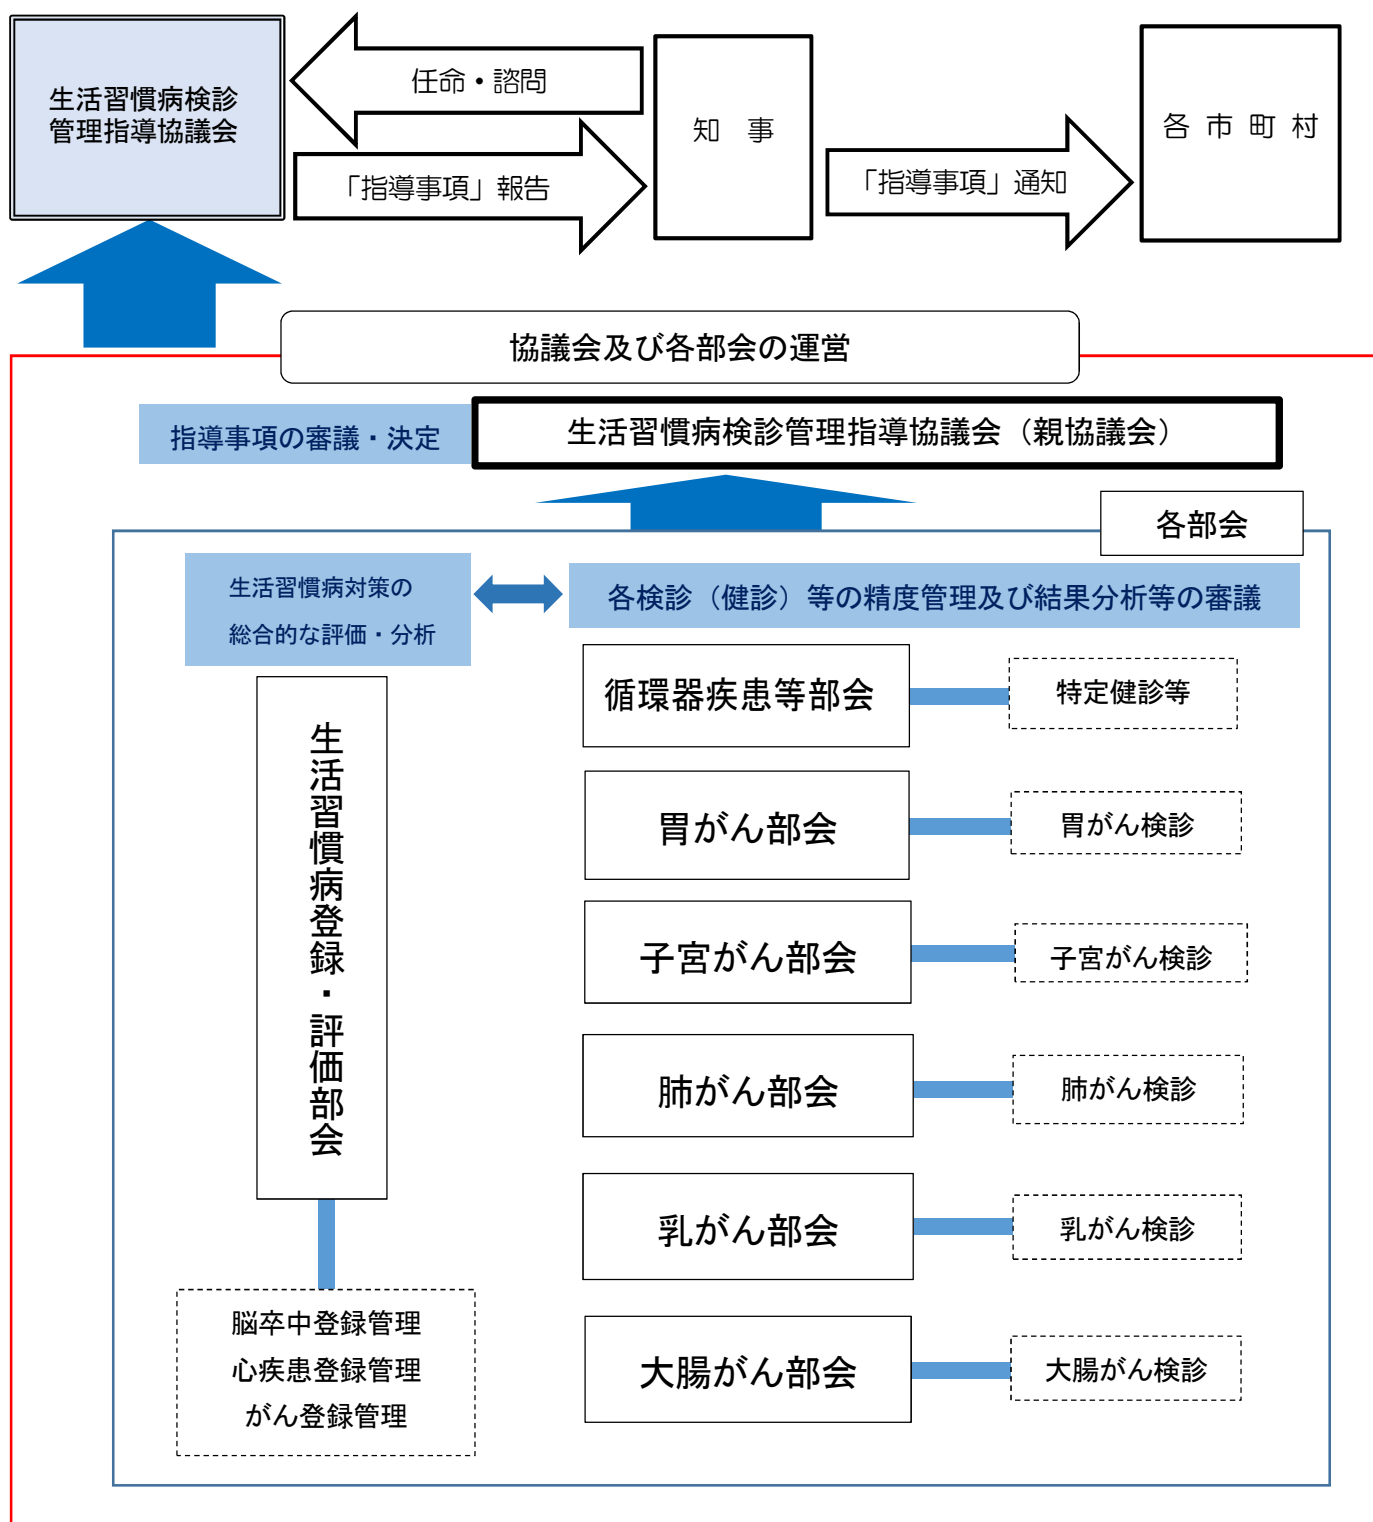 生活習慣病検診
管理指導協議会
任命・諮問
「指導事項」報告
知 事
「指導事項」通知
各 市 町 村
協議会及び各部会の運営
指導事項の審議・決定
生活習慣病検診管理指導協議会（親協議会）
各部会
生活習慣病対策の
総合的な評価・分析
各検診（健診）等の精度管理及び結果分析等の審議
生活習慣病登録・評価部会
脳卒中登録管理
心疾患登録管理
がん登録管理
循環器疾患等部会
特定健診等
胃がん部会
胃がん検診
子宮がん部会
子宮がん検診
肺がん部会
肺がん検診
乳がん部会
乳がん検診
大腸がん部会
大腸がん検診